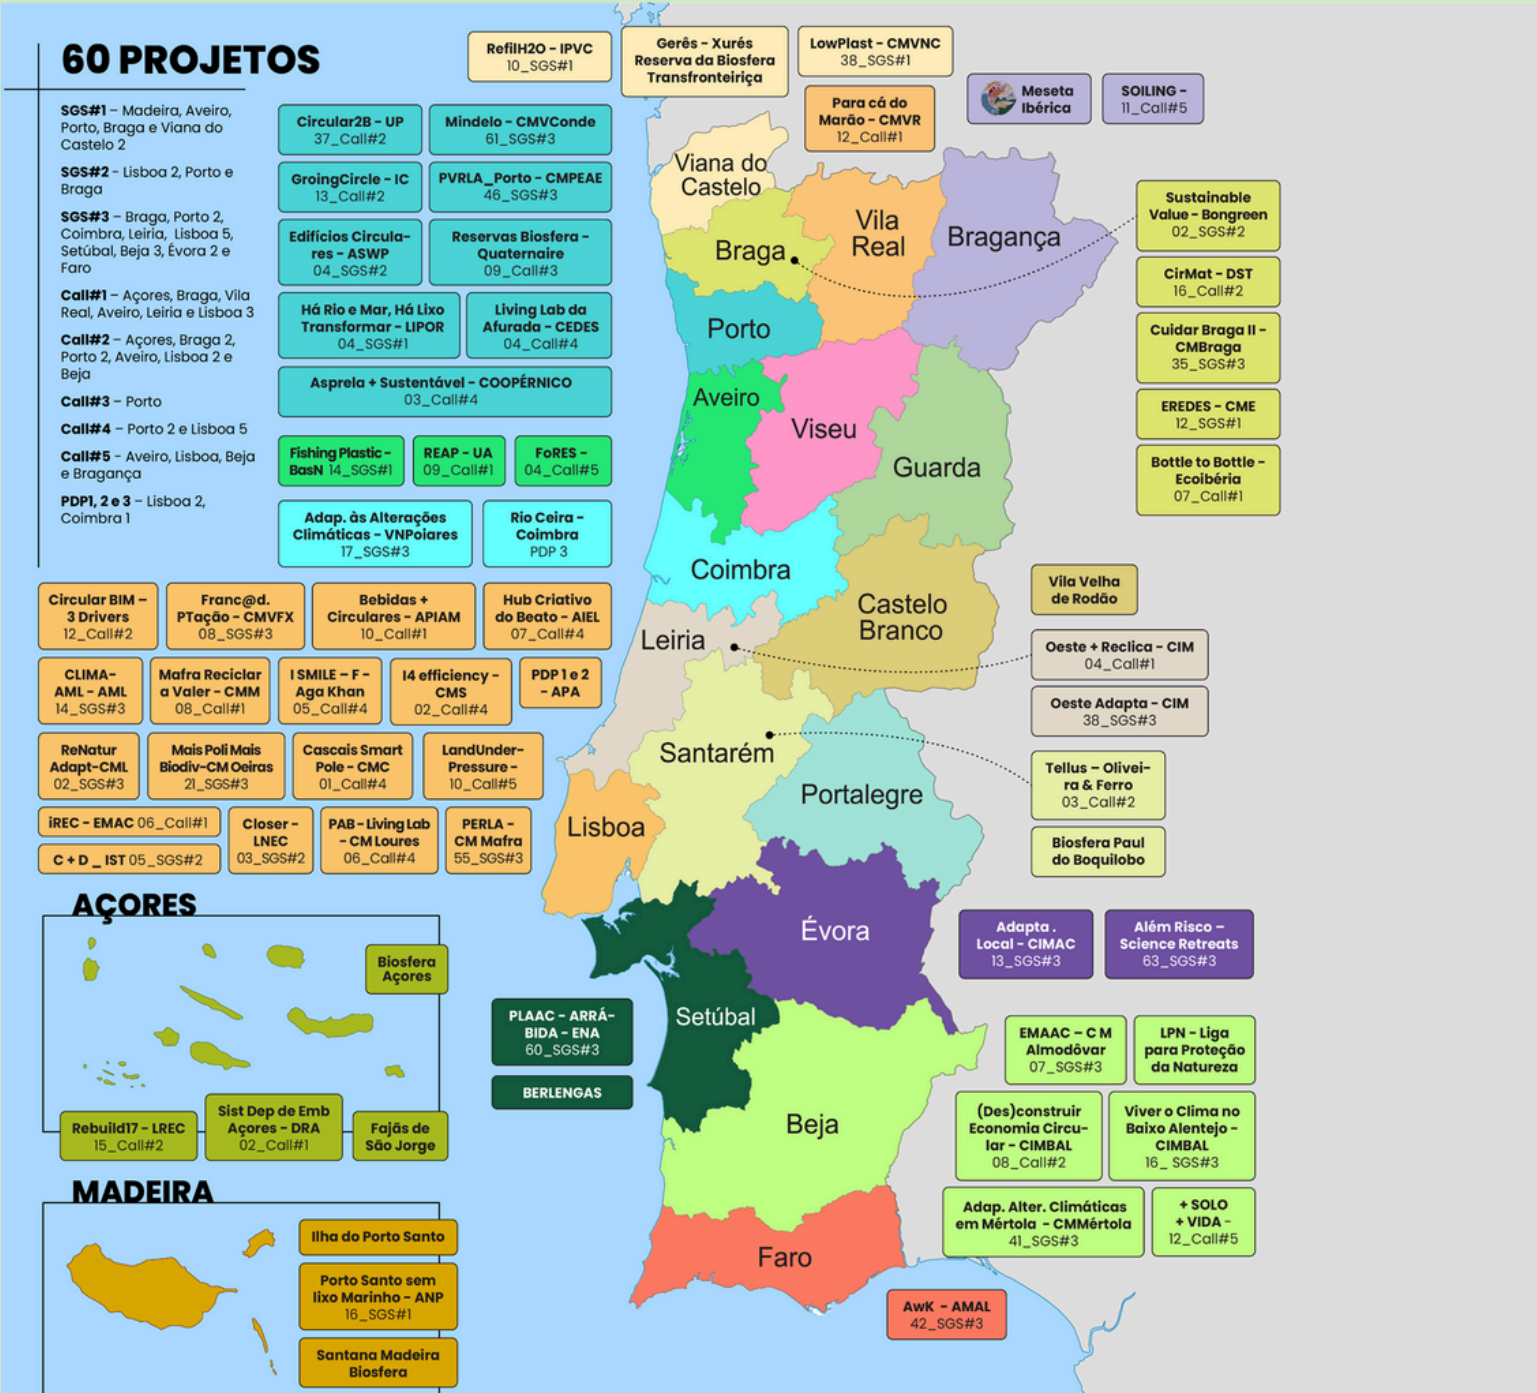 60 PROJETOS
SGS#1 – Madeira, Aveiro,
Porto, Braga e Viana do
Castelo 2
SGS#2 - Lisboa 2, Porto e
Braga
SGS#3 – Braga, Porto 2,
Coimbra, Leiria, Lisboa 5,
Setúbal, Beja 3, Évora 2 e
Faro
Call#1 – Açores, Braga, Vila
Real, Aveiro, Leiria e Lisboa 3
Call#2 – Açores, Braga 2,
Porto 2, Aveiro, Lisboa 2 e
Beja
Call#3 – Porto
Call#4 – Porto 2 e Lisboa 5
Call#5 - Aveiro, Lisboa, Beja
e Bragança
PDP1, 2 e 3 – Lisboa 2,
Coimbra 1
RefilH2O - IPVC
10_SGS#1
Gerês - Xurés
Reserva da Biosfera
Transfronteiriça
LowPlast - CMVNC
38_SGS#1
Para cá do
Marão - CMVR
12_Call#1
Meseta
Ibérica
SOILING -
11_Call#5
Circular2B - UP
37_Call#2
Mindelo - CMVConde
61_SGS#3
GroingCircle - IC
13_Call#2
PVRLA_Porto - CMPEAE
46_SGS#3
Edifícios Circula-
res - ASWP
04_SGS#2
Reservas Biosfera -
Quaternaire
09_Call#3
Há Rio e Mar, Há Lixo
Transformar - LIPOR
04_SGS#1
Living Lab da
Afurada - CEDES
04_Call#4
Asprela + Sustentável - COOPÉRNICO
03_Call#4
Fishing Plastic -
BasN 14_SGS#1
REAP - UA
09_Call#1
FoRES -
04_Call#5
Adap. às Alterações
Climáticas - VNPoiares
17_SGS#3
Rio Ceira -
Coimbra
PDP 3
Circular BIM –
3 Drivers
12_Call#2
Franc@d.
PTação - CMVFX
08_SGS#3
Bebidas +
Circulares - APIAM
10_Call#1
Hub Criativo
do Beato - AIEL
07_Call#4
CLIMA-
AML - AML
14_SGS#3
Mafra Reciclar
a Valer - CMM
08_Call#1
I SMILE – F -
Aga Khan
05_Call#4
I4 efficiency -
CMS
02_Call#4
PDP 1 e 2
- APA
ReNatur
Adapt-CML
02_SGS#3
Mais Poli Mais
Biodiv-CM Oeiras
21_SGS#3
Cascais Smart
Pole - CMC
01_Call#4
LandUnder-
Pressure -
10_Call#5
iREC - EMAC 06_Call#1
C + D _ IST 05_SGS#2
Closer -
LNEC
03_SGS#2
PAB - Living Lab
- CM Loures
06_Call#4
PERLA -
CM Mafra
55_SGS#3
Viana do
Castelo
Braga
Vila
Real
Bragança
Porto
Aveiro
Viseu
Guarda
Coimbra
Castelo
Branco
Leiria
Santarém
Portalegre
Lisboa
Évora
Setúbal
Beja
Faro
Sustainable
Value - Bongreen
02_SGS#2
CirMat - DST
16_Call#2
Cuidar Braga II -
CMBraga
35_SGS#3
EREDES - CME
12_SGS#1
Bottle to Bottle -
Ecoibéria
07_Call#1
Vila Velha
de Rodão
Oeste + Reclica - CIM
04_Call#1
Oeste Adapta - CIM
38_SGS#3
Tellus – Olivei-
ra & Ferro
03_Call#2
Biosfera Paul
do Boquilobo
Adapta .
Local - CIMAC
13_SGS#3
Além Risco –
Science Retreats
63_SGS#3
EMAAC – C M
Almodôvar
07_SGS#3
LPN - Liga
para Proteção
da Natureza
(Des)construir
Economia Circu-
lar - CIMBAL
08_Call#2
Viver o Clima no
Baixo Alentejo -
CIMBAL
16_ SGS#3
Adap. Alter. Climáticas
em Mértola - CMMértola
41_SGS#3
+ SOLO
+ VIDA -
12_Call#5
AwK - AMAL
42_SGS#3
PLAAC - ARRÁ-
BIDA - ENA
60_SGS#3
BERLENGAS
AÇORES
Biosfera
Açores
Rebuild17 - LREC
15_Call#2
Sist Dep de Emb
Açores - DRA
02_Call#1
Fajãs de
São Jorge
MADEIRA
Ilha do Porto Santo
Porto Santo sem
lixo Marinho - ANP
16_SGS#1
Santana Madeira
Biosfera